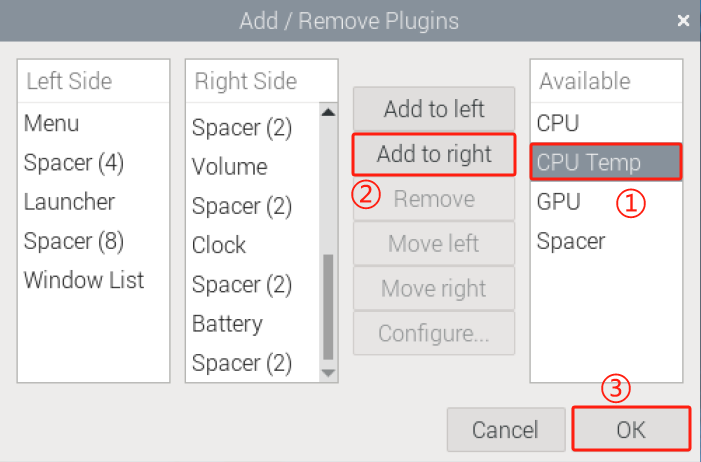 Add / Remove Plugins
×
Left Side
Menu
Spacer (4)
Launcher
Spacer (8)
Window List
Right Side
Spacer (2)
Volume
Spacer (2)
Clock
Spacer (2)
Battery
Spacer (2)
Add to left
Add to right
②
Remove
Move left
Move right
Configure...
Available
CPU
CPU Temp
GPU
①
Spacer
③
Cancel
OK